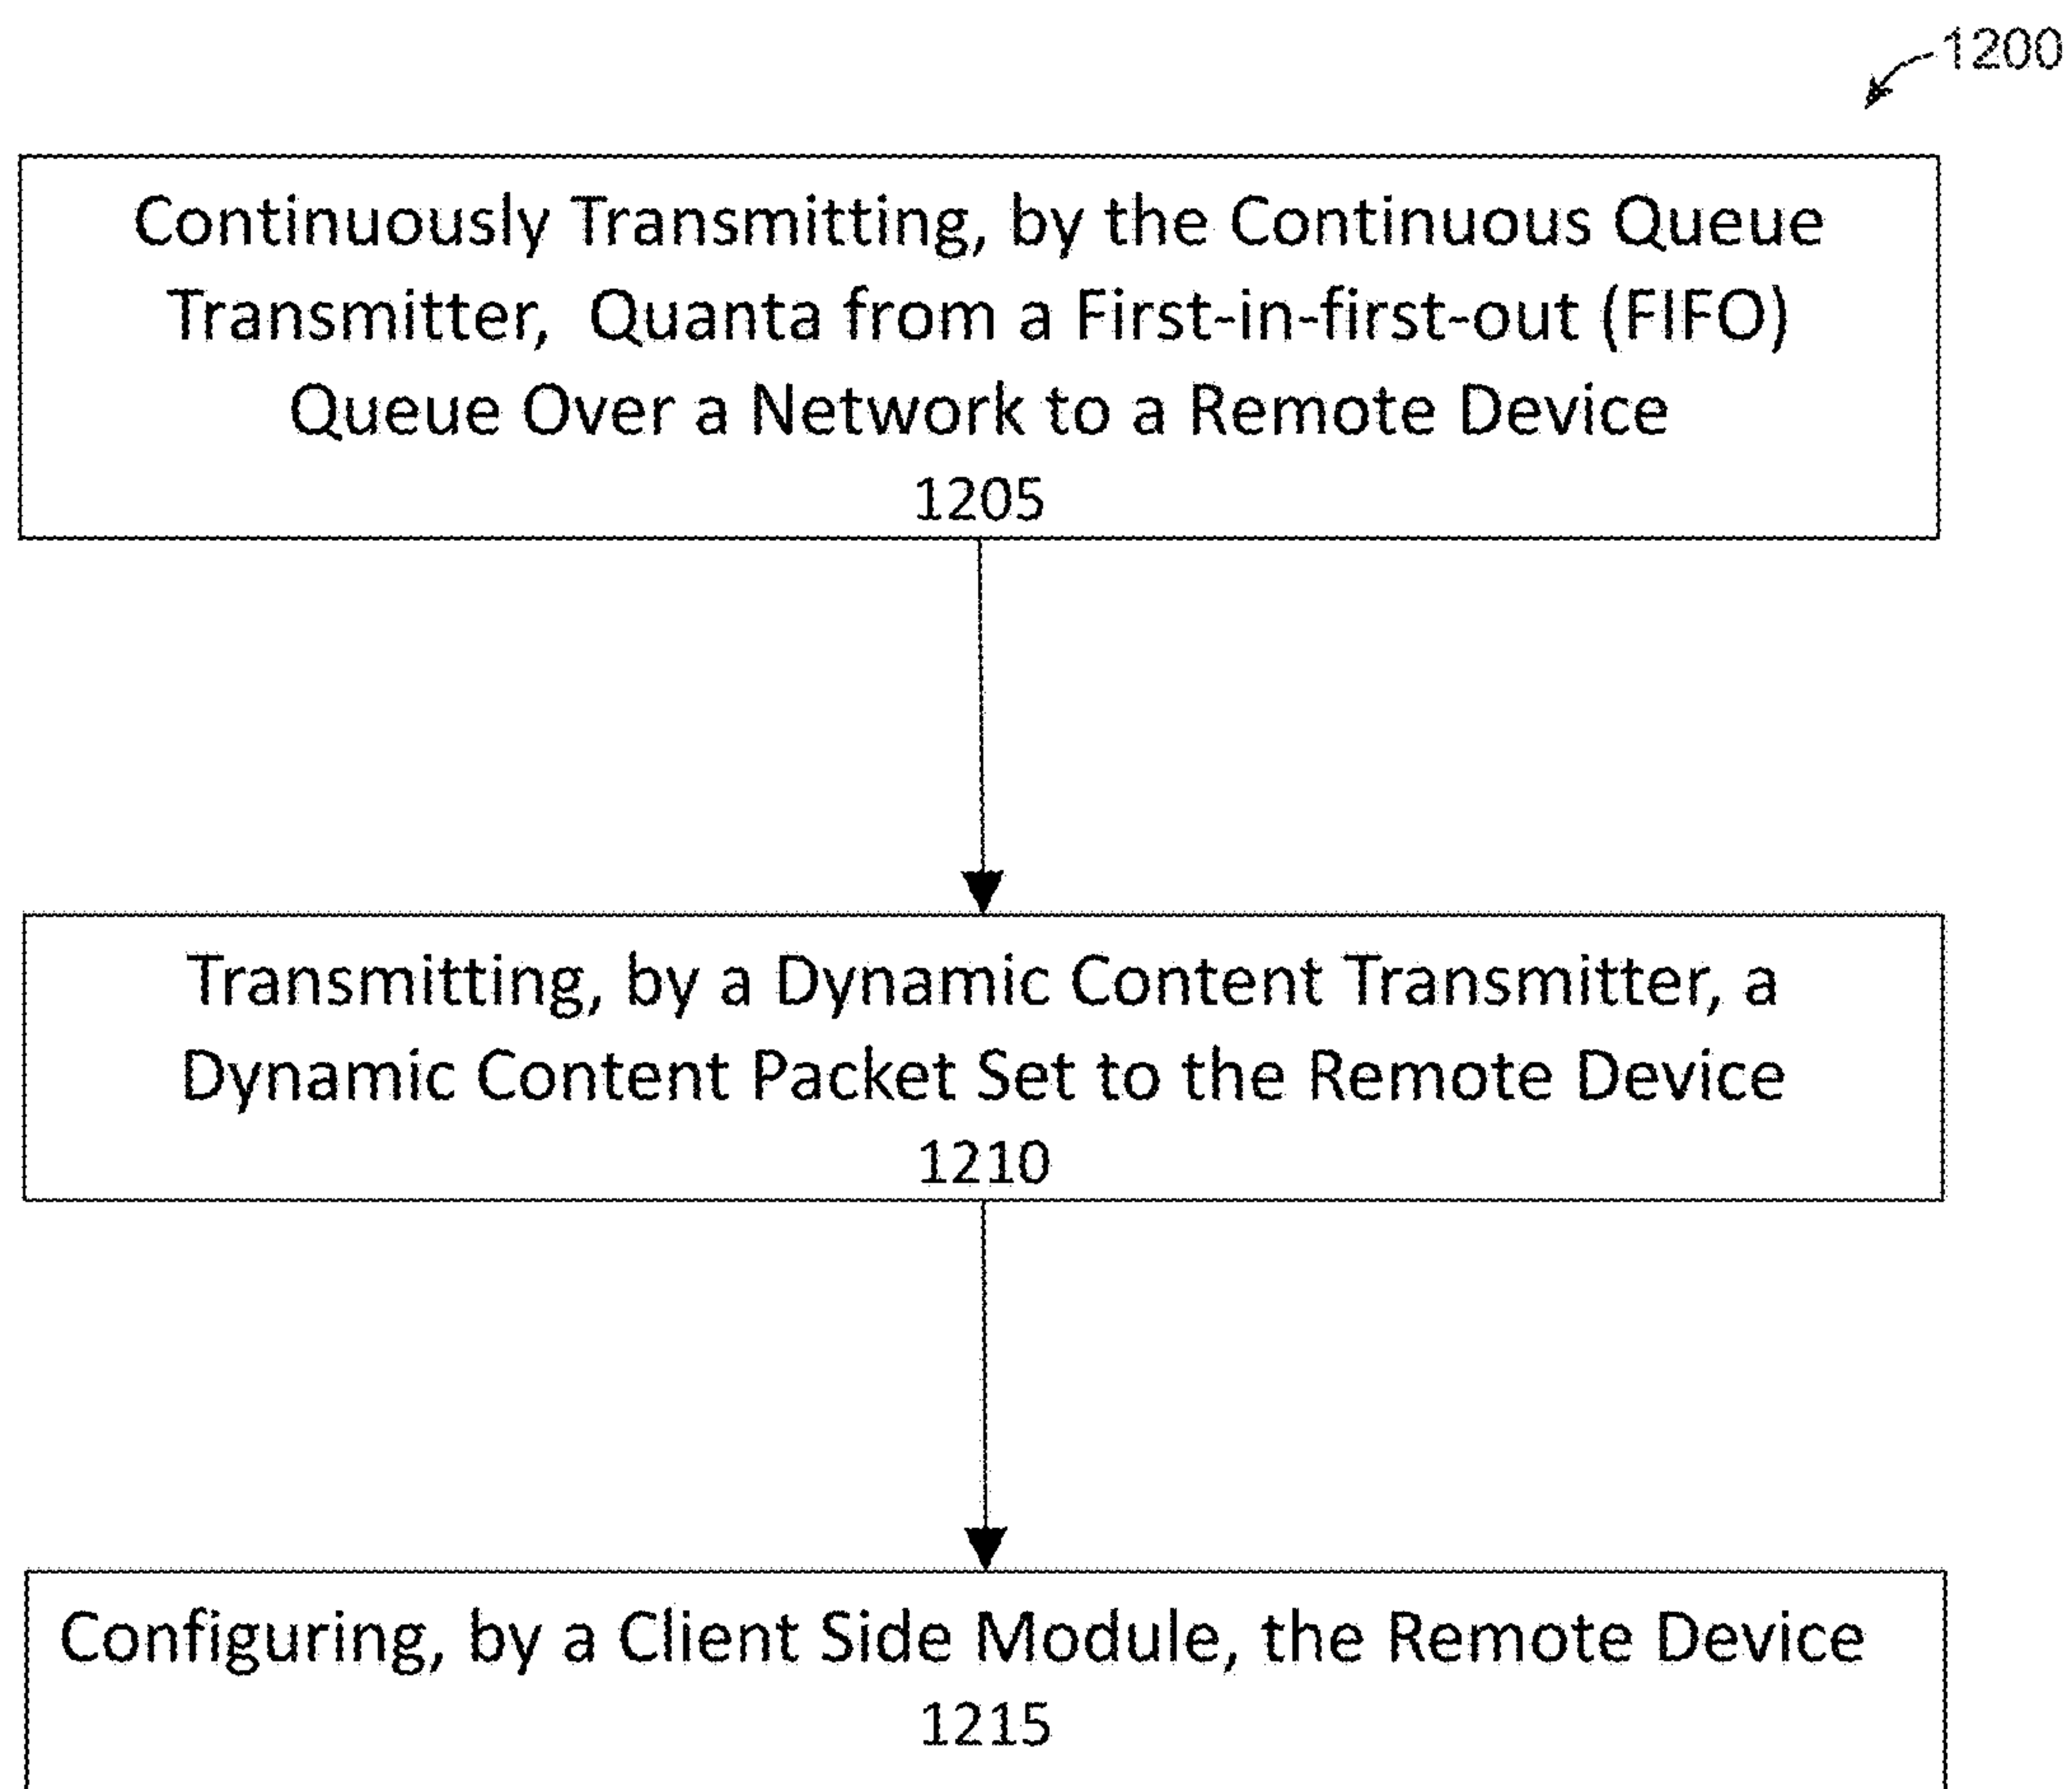 1200
Continuously Transmitting, by the Continuous Queue
Transmitter, Quanta from a First-in-first-out (FIFO)
Queue Over a Network to a Remote Device
1205
Transmitting, by a Dynamic Content Transmitter, a
Dynamic Content Packet Set to the Remote Device
1210
Configuring, by a Client Side Module, the Remote Device
1215